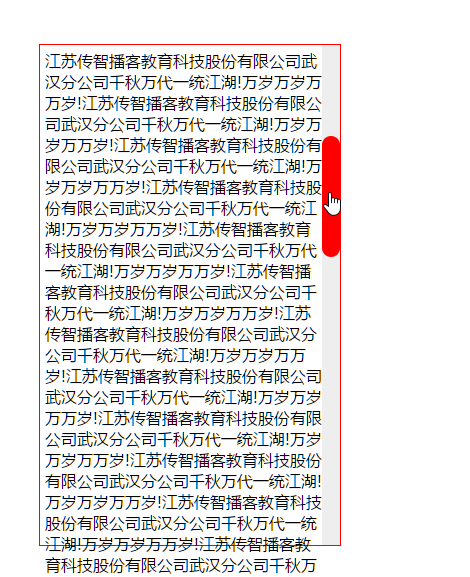 江苏传智播客教育科技股份有限公司武
汉分公司千秋万代一统江湖!万岁万岁万
万岁!江苏传智播客教育科技股份有限公
司武汉分公司千秋万代一统江湖!万岁万
岁万万岁!江苏传智播客教育科技股份有
限公司武汉分公司千秋万代一统江湖!万
岁万岁万万岁!江苏传智播客教育科技股
份有限公司武汉分公司千秋万代一统江
湖!万岁万岁万万岁!江苏传智播客教育
科技股份有限公司武汉分公司千秋万代
一统江湖!万岁万岁万万岁!江苏传智播
客教育科技股份有限公司武汉分公司千
秋万代一统江湖!万岁万岁万万岁!江苏
传智播客教育科技股份有限公司武汉分
公司千秋万代一统江湖!万岁万岁万万
岁!江苏传智播客教育科技股份有限公司
武汉分公司千秋万代一统江湖!万岁万岁
万万岁!江苏传智播客教育科技股份有限
公司武汉分公司千秋万代一统江湖!万岁
万岁万万岁!江苏传智播客教育科技股份
有限公司武汉分公司千秋万代一统江湖!
万岁万岁万万岁!江苏传智播客教育科技
股份有限公司武汉分公司千秋万代一统
江湖!万岁万岁万万岁!江苏传智播客教
育科技股份有限公司武汉分公司千秋万